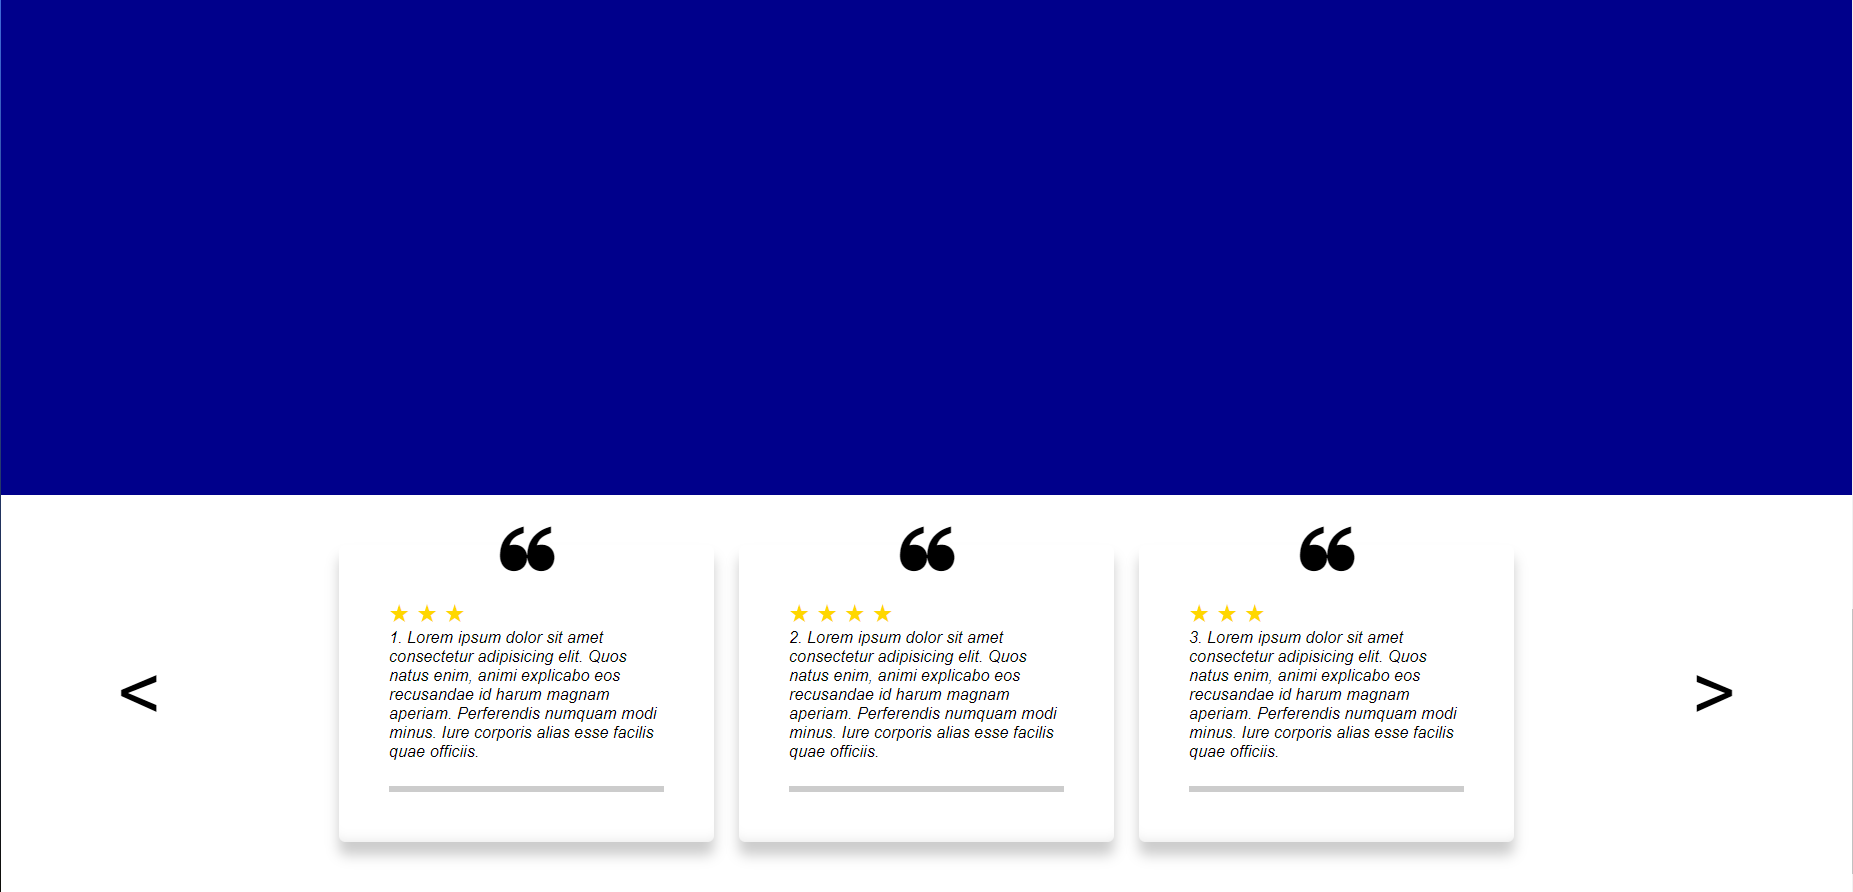 ❝ ❝ ❝
★ ★ ★
1. Lorem ipsum dolor sit amet
consectetur adipisicing elit. Quos
natus enim, animi explicabo eos
recusandae id harum magnam
aperiam. Perferendis numquam modi
minus. Iure corporis alias esse facilis
quae officiis.
★ ★ ★ ★
2. Lorem ipsum dolor sit amet
consectetur adipisicing elit. Quos
natus enim, animi explicabo eos
recusandae id harum magnam
aperiam. Perferendis numquam modi
minus. Iure corporis alias esse facilis
quae officiis.
★ ★ ★
3. Lorem ipsum dolor sit amet
consectetur adipisicing elit. Quos
natus enim, animi explicabo eos
recusandae id harum magnam
aperiam. Perferendis numquam modi
minus. Iure corporis alias esse facilis
quae officiis.
<
>